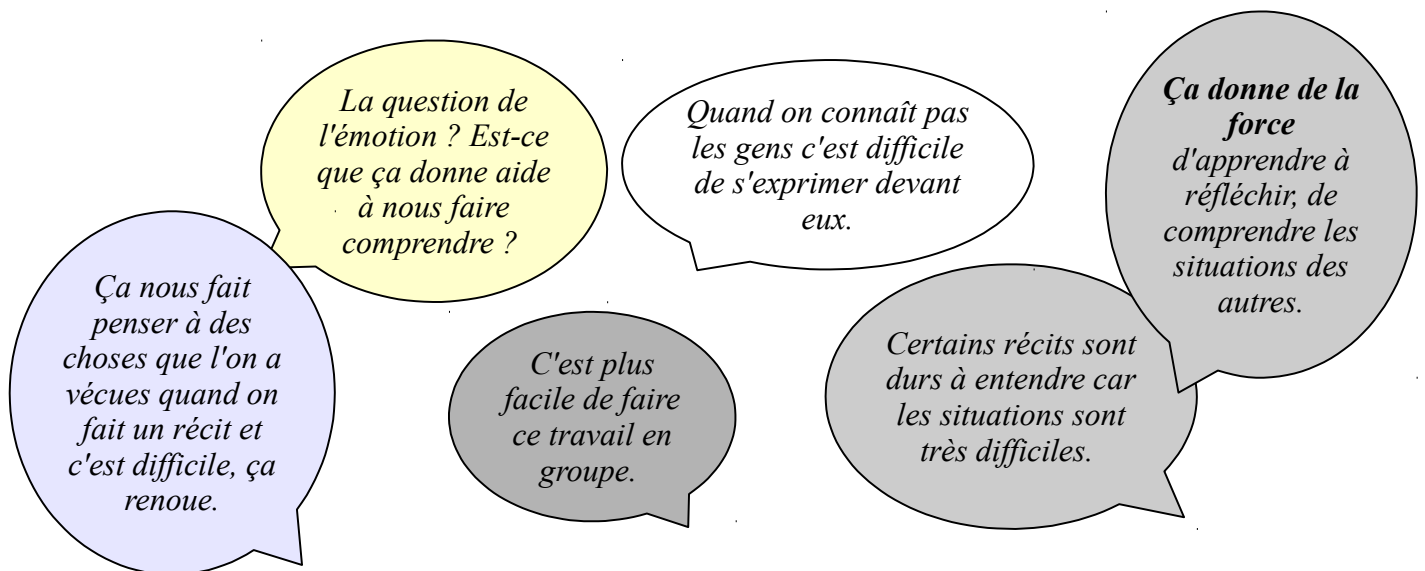 La question de
l'émotion ? Est-ce
que ça donne aide
à nous faire
comprendre ?
Quand on connaît pas
les gens c'est difficile
de s'exprimer devant
eux.
Ça donne de la
force
d'apprendre à
réfléchir, de
comprendre les
situations des
autres.
Ça nous fait
penser à des
choses que l'on a
vécues quand on
fait un récit et
c'est difficile, ça
renoue.
C'est plus
facile de faire
ce travail en
groupe.
Certains récits sont
durs à entendre car
les situations sont
très difficiles.